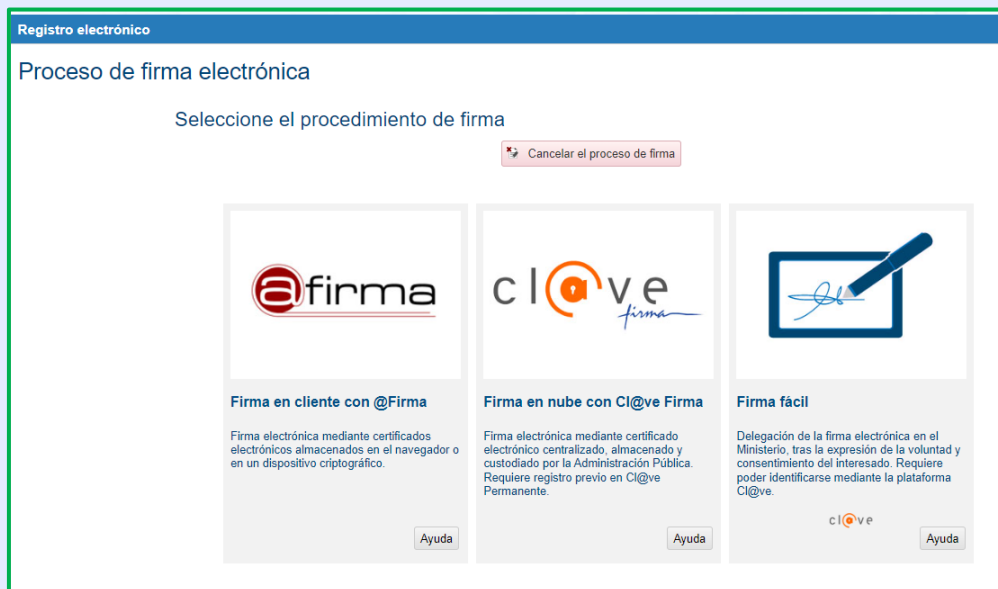 Registro electrónico
Proceso de firma electrónica
Seleccione el procedimiento de firma
Cancelar el proceso de firma
@firma
cl@ve
firma
Firma en cliente con @Firma
Firma electrónica mediante certificados
electrónicos almacenados en el navegador o
en un dispositivo criptográfico.
Ayuda
Firma en nube con Cl@ve Firma
Firma electrónica mediante certificado
electrónico centralizado, almacenado y
custodiado por la Administración Pública.
Requiere registro previo en Cl@ve
Permanente.
Ayuda
Firma fácil
Delegación de la firma electrónica en el
Ministerio, tras la expresión de la voluntad y
consentimiento del interesado. Requiere
poder identificarse mediante la plataforma
Cl@ve.
cl@ve
Ayuda